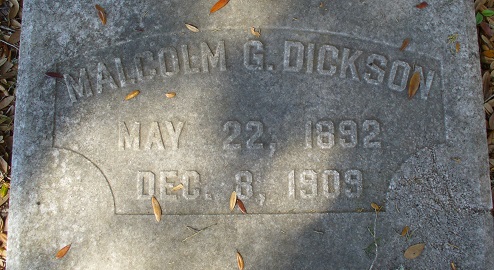 MALCOLM G. DICKSON
MAY 22, 1892
DEC. 8, 1909